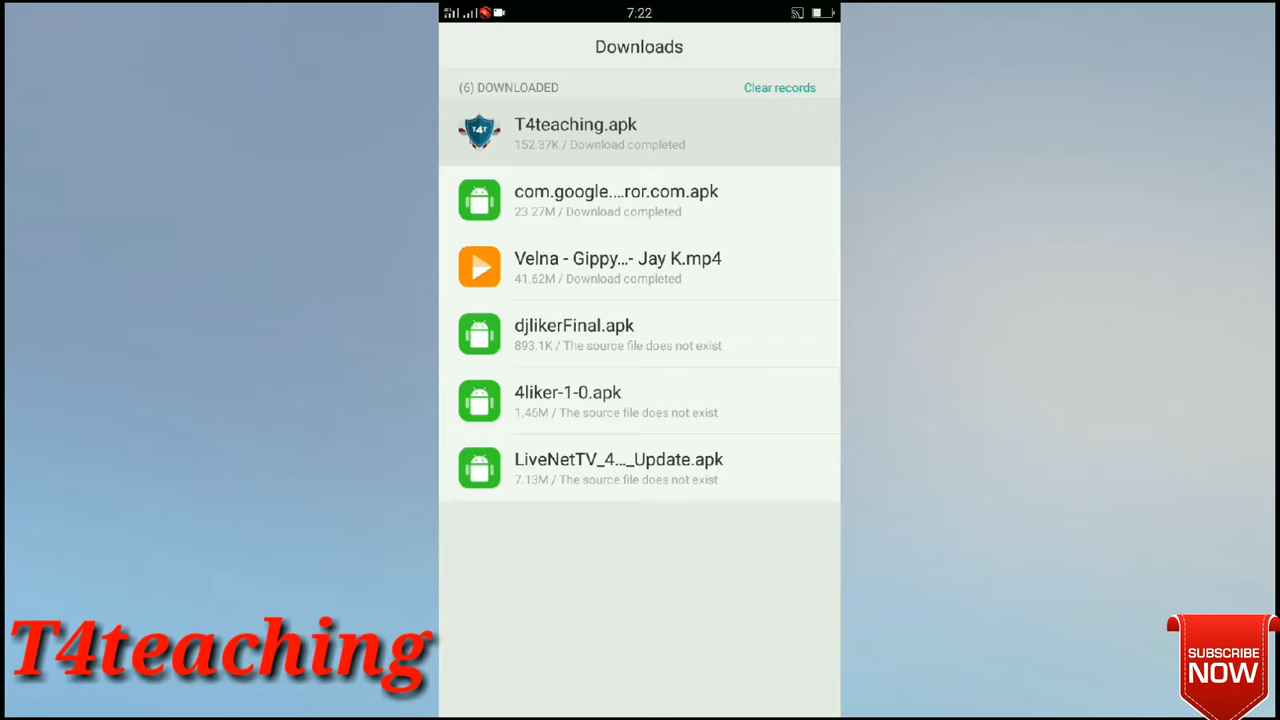 7:22
Downloads
(6) DOWNLOADED Clear records
T4T
T4teaching.apk
152.37K / Download completed
com.google....ror.com.apk
23.27M / Download completed
Velna - Gippy...- Jay K.mp4
41.62M / Download completed
djlikerFinal.apk
893.1K / The source file does not exist
4liker-1-0.apk
1.46M / The source file does not exist
LiveNetTV_4..._Update.apk
7.13M / The source file does not exist
T4teaching
SUBSCRIBE
NOW